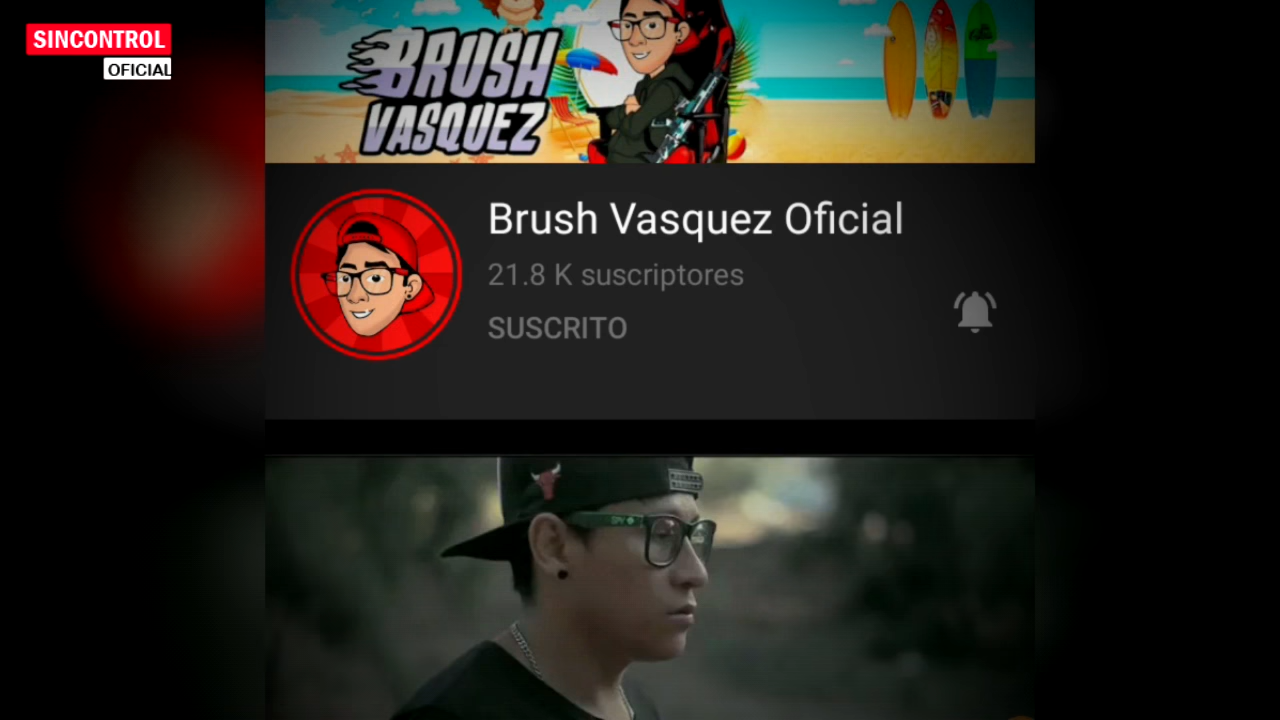 SINCONTROL
OFICIAL
BRUSH
VASQUEZ
Brush Vasquez Oficial
21.8 K suscriptores
SUSCRITO